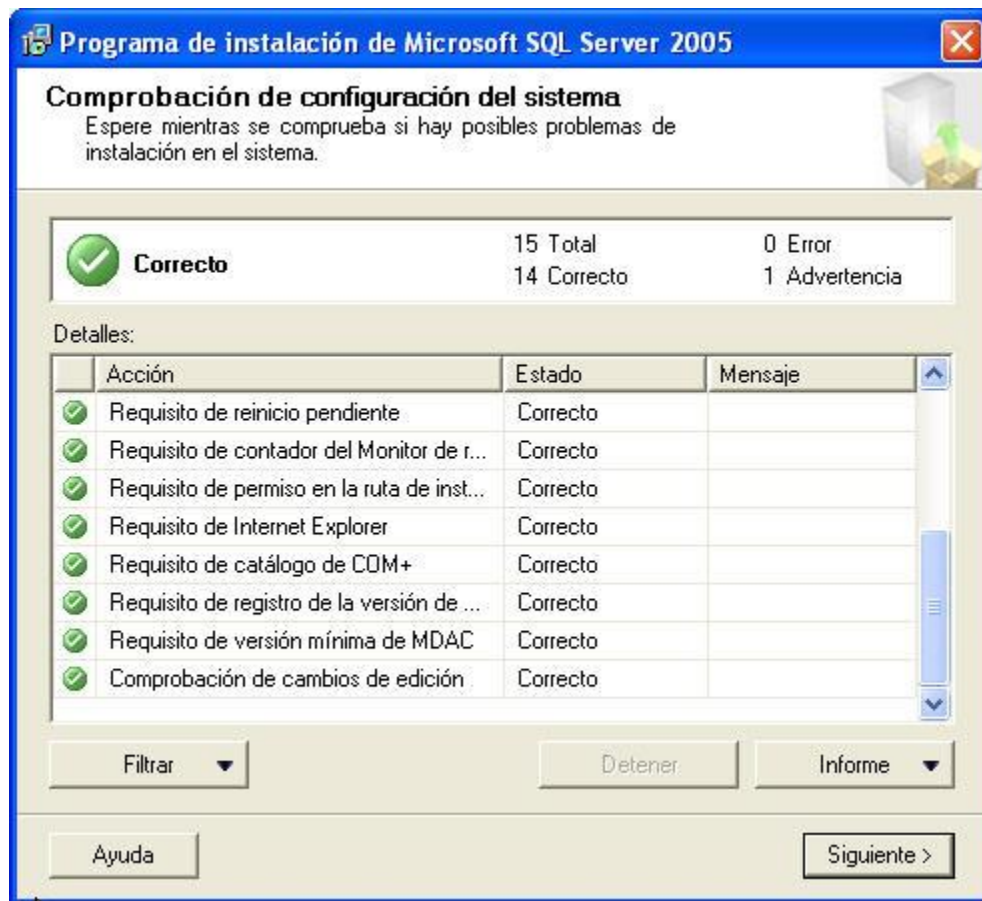 Programa de instalación de Microsoft SQL Server 2005
Comprobación de configuración del sistema
Espere mientras se comprueba si hay posibles problemas de
instalación en el sistema.
Correcto
15 Total
0 Error
14 Correcto
1 Advertencia
Detalles:
Acción Estado Mensaje
Requisito de reinicio pendiente Correcto
Requisito de contador del Monitor de r... Correcto
Requisito de permiso en la ruta de inst... Correcto
Requisito de Internet Explorer Correcto
Requisito de catálogo de COM+ Correcto
Requisito de registro de la versión de ... Correcto
Requisito de versión mínima de MDAC Correcto
Comprobación de cambios de edición Correcto
Filtrar Detener Informe
Ayuda Siguiente >